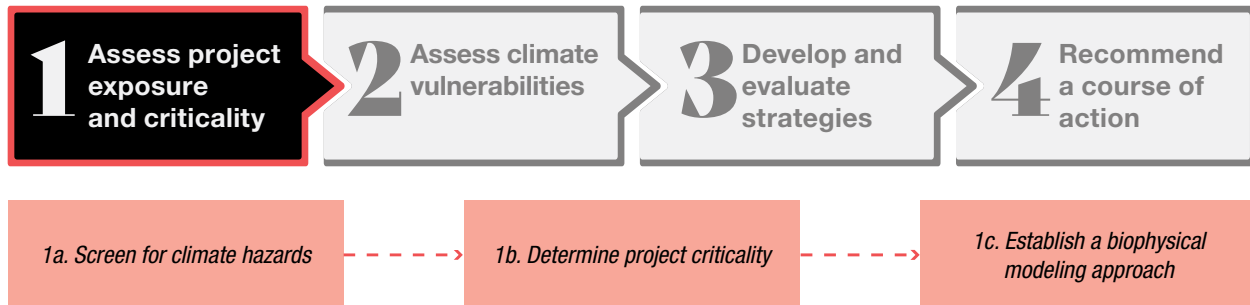 1
Assess project
exposure
and criticality
2
Assess climate
vulnerabilities
3
Develop and
evaluate
strategies
4
Recommend
a course of
action
1a. Screen for climate hazards
1b. Determine project criticality
1c. Establish a biophysical
modeling approach